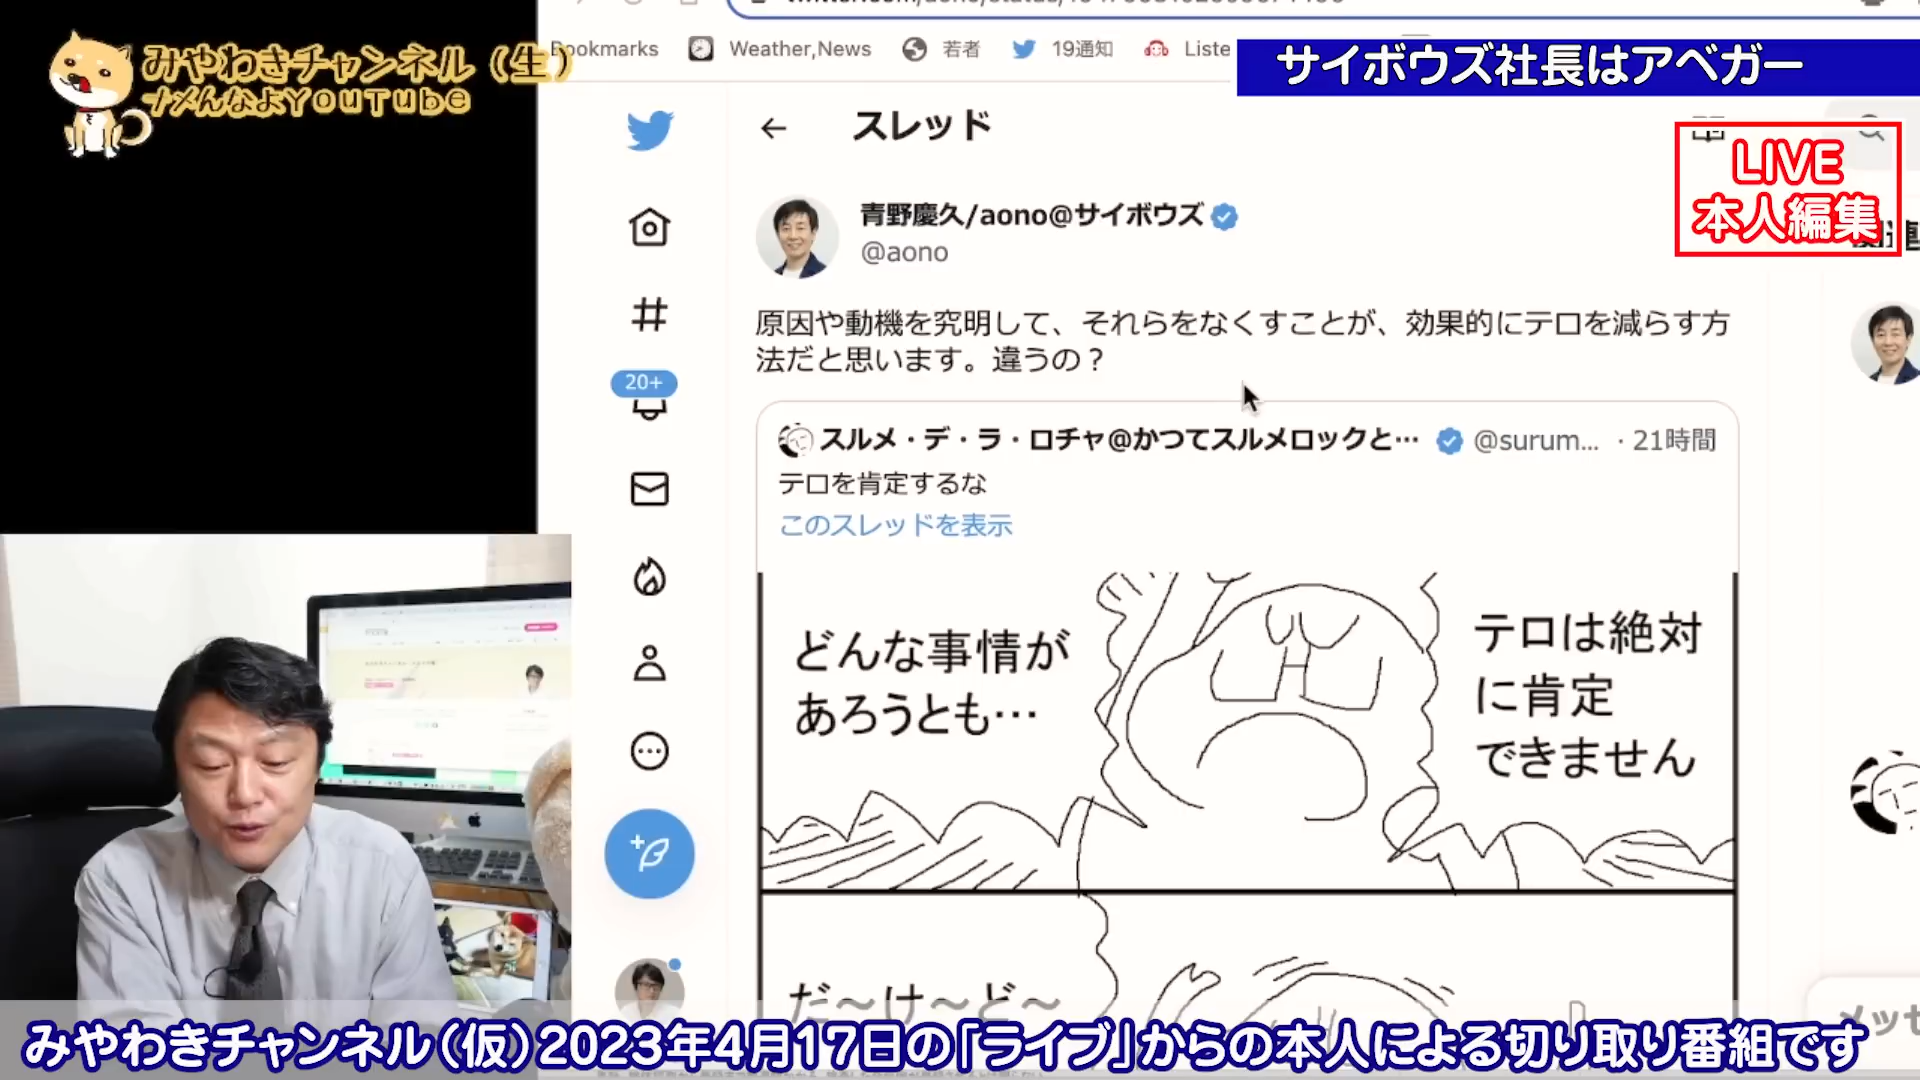 みやわきチャンネル（生）
ナメんなよYouTube
Bookmarks
Weather,News
若者
19通知
Liste
サイボウズ社長はアベガー
スレッド
LIVE
本人編集
青野慶久/aono@サイボウズ
@aono
原因や動機を究明して、それらをなくすことが、効果的にテロを減らす方
法だと思います。違うの？
20+
スルメ・デ・ラ・ロチャ@かつてスルメロックと… @surum... ・21時間
テロを肯定するな
このスレッドを表示
どんな事情が
あろうとも…
テロは絶対
に肯定
できません
だ～け～ど～
メッセ
みやわきチャンネル（仮）2023年4月17日の「ライブ」からの本人による切り取り番組です